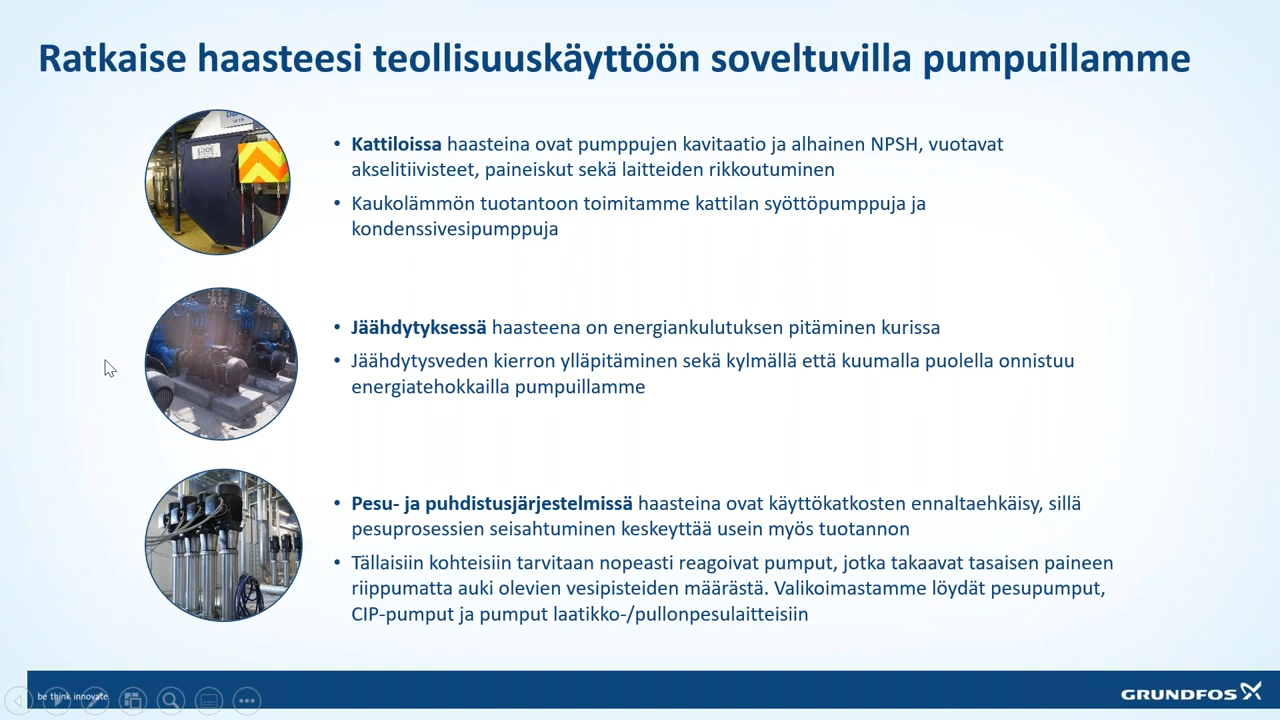 Ratkaise haasteesi teollisuuskäyttöön soveltuvilla pumpuillamme
• Kattiloissa haasteina ovat pumppujen kavitaatio ja alhainen NPSH, vuotavat
akselitiivisteet, paineiskut sekä laitteiden rikkoutuminen
• Kaukolämmön tuotantoon toimitamme kattilan syöttöpumppuja ja
kondenssivesipumppuja
• Jäähdytyksessä haasteena on energiankulutuksen pitäminen kurissa
• Jäähdytysveden kierron ylläpitäminen sekä kylmällä että kuumalla puolella onnistuu
energiatehokkailla pumpuillamme
• Pesu- ja puhdistusjärjestelmissä haasteina ovat käyttökatkosten ennaltaehkäisy, sillä
pesuprosessien seisahtuminen keskeyttää usein myös tuotannon
• Tällaisiin kohteisiin tarvitaan nopeasti reagoivat pumput, jotka takaavat tasaisen paineen
riippumatta auki olevien vesipisteiden määrästä. Valikoimastamme löydät pesupumput,
CIP-pumput ja pumput laatikko-/pullonpesulaitteisiin
be think innovate
GRUNDFOS